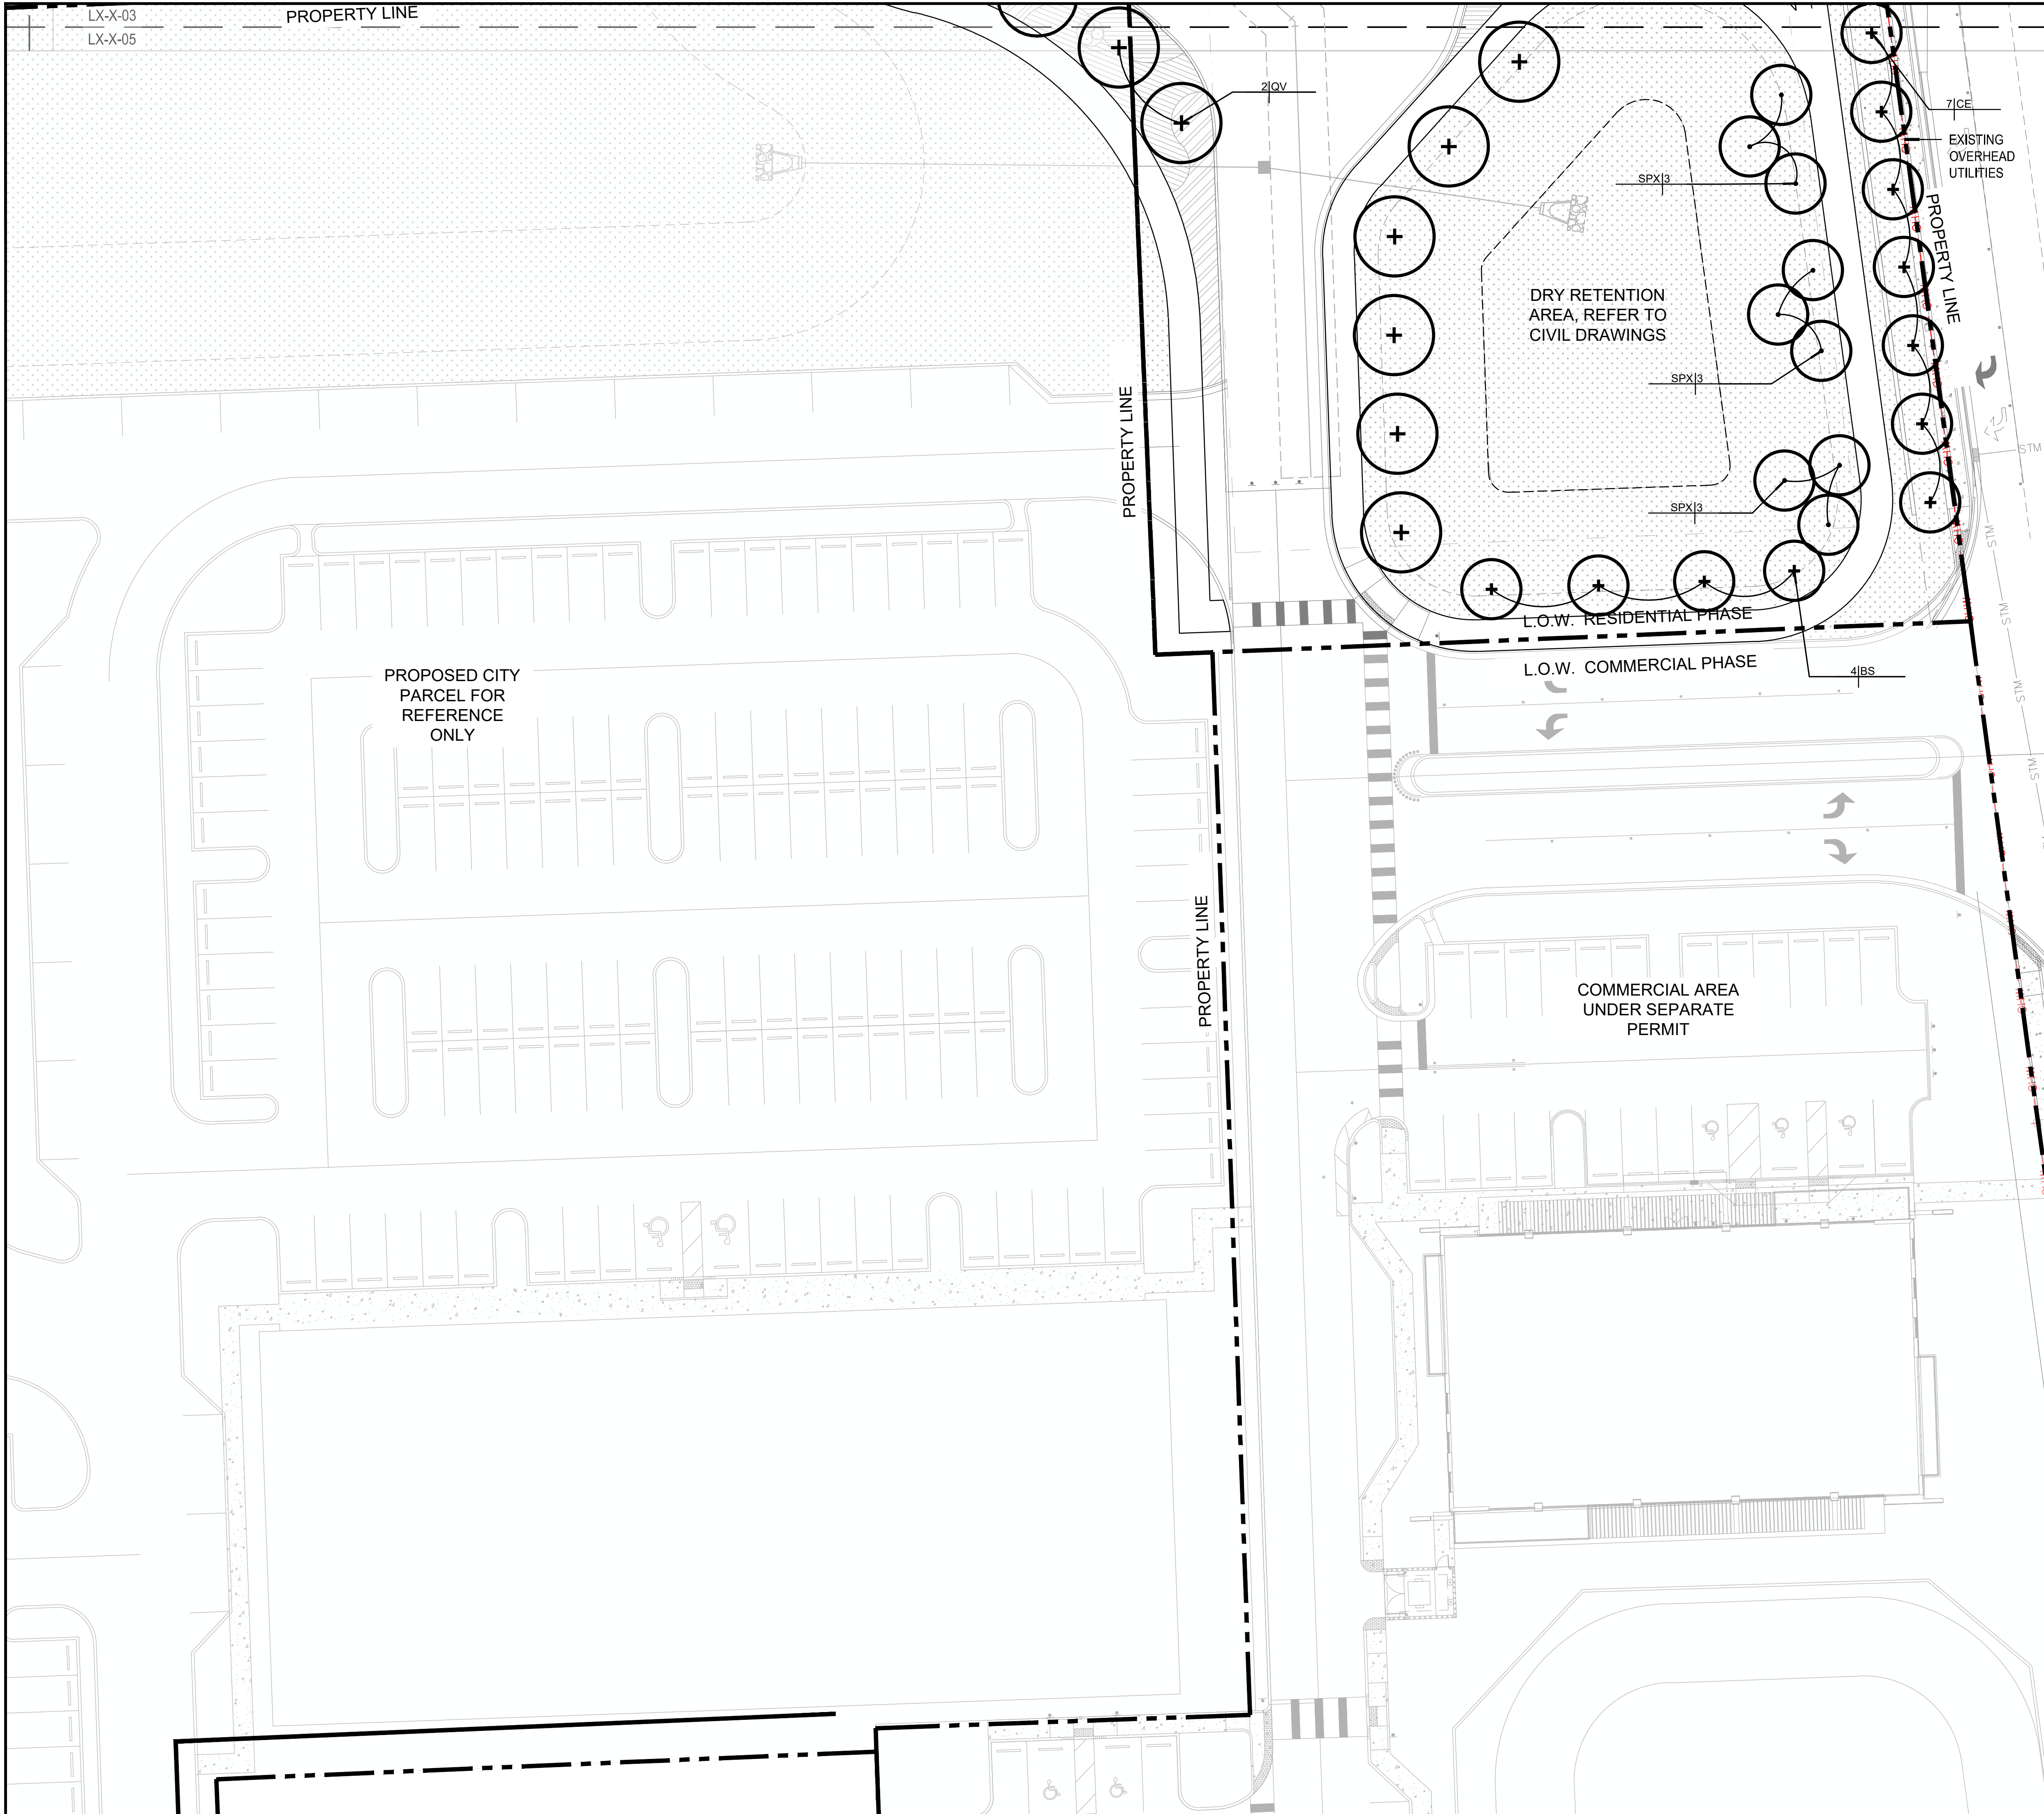 LX-X-03
LX-X-05
PROPERTY LINE
2|QV
7|CE
EXISTING
OVERHEAD
UTILITIES
SPX|3
PROPERTY LINE
DRY RETENTION
AREA, REFER TO
CIVIL DRAWINGS
SPX|3
PROPERTY LINE
STM
SPX|3
STM
STM
L.O.W. RESIDENTIAL PHASE
L.O.W. COMMERCIAL PHASE
4|BS
PROPOSED CITY
PARCEL FOR
REFERENCE
ONLY
STM
STM
PROPERTY LINE
COMMERCIAL AREA
UNDER SEPARATE
PERMIT